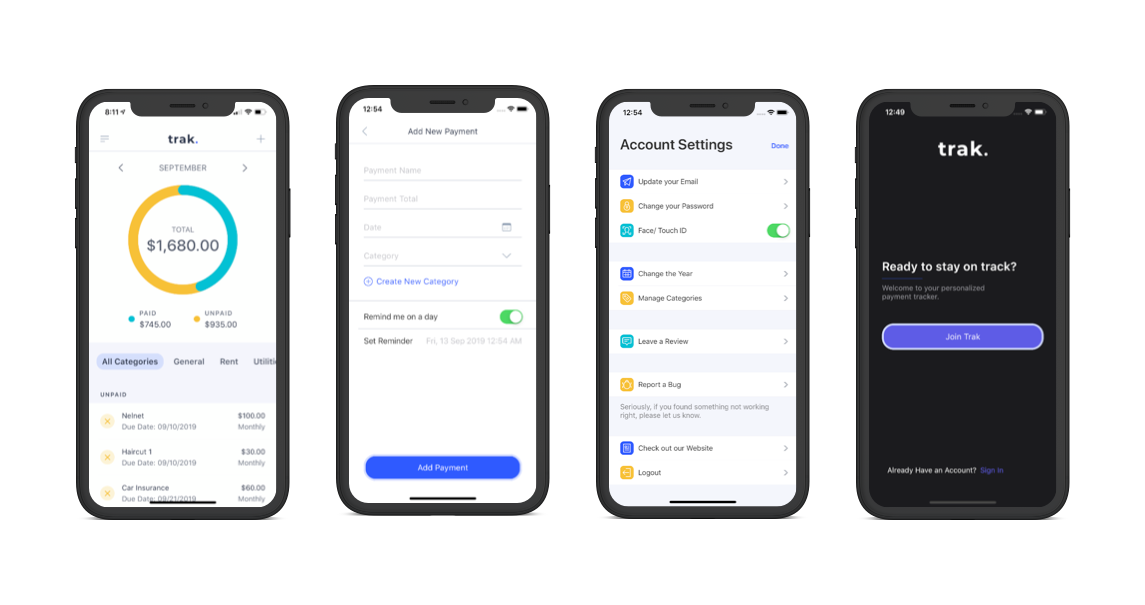 8:11
trak.
SEPTEMBER
TOTAL
$1,680.00
PAID
$745.00
UNPAID
$935.00
All Categories General Rent Utilitie
UNPAID
Nelnet $100.00
Due Date: 09/10/2019 Monthly
Haircut 1 $30.00
Due Date: 09/10/2019 Monthly
Car Insurance $60.00
Due Date: 09/21/2019 Monthly
12:54
Add New Payment
Payment Name
Payment Total
Date
Category
Create New Category
Remind me on a day
Set Reminder Fri, 13 Sep 2019 12:54 AM
Add Payment
12:54
Account Settings Done
Update your Email
Change your Password
Face/ Touch ID
Change the Year
Manage Categories
Leave a Review
Report a Bug
Seriously, if you found something not working
right, please let us know.
Check out our Website
Logout
12:49
trak.
Ready to stay on track?
Welcome to your personalized
payment tracker.
Join Trak
Already Have an Account? Sign In